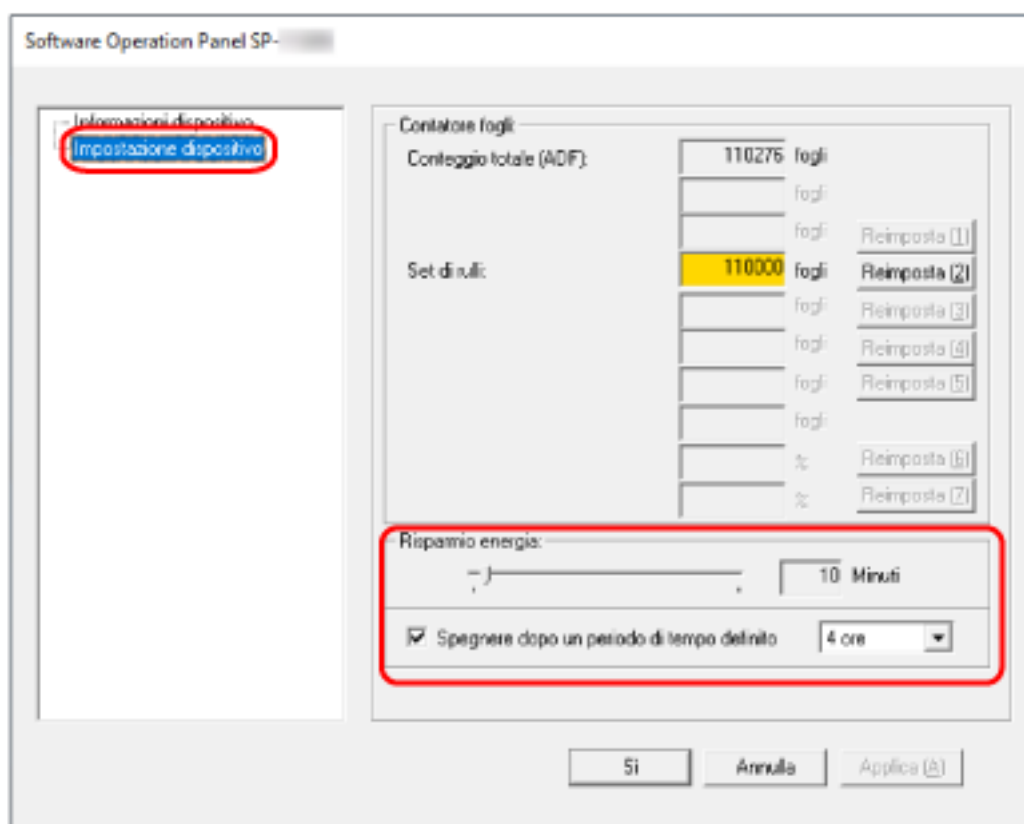 Software Operation Panel SP-
Informazioni dispositivo
Impostazione dispositivo
Contatore fogli:
Conteggio totale (ADF): 110276 fogli
fogli
fogli Reimposta (1)
Set di rulli: 110000 fogli Reimposta (2)
fogli Reimposta (3)
fogli Reimposta (4)
fogli Reimposta (5)
fogli
% Reimposta (6)
% Reimposta (7)
Risparmio energia:
10 Minuti
Spegnere dopo un periodo di tempo definito 4 ore
Sì Annulla Applica (A)